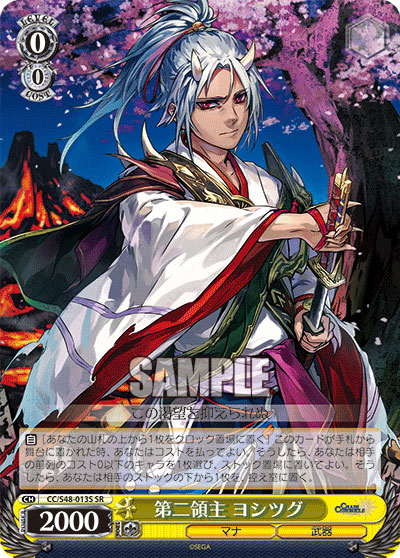 LEVEL
0
0
COST
SAMPLE
この渇望を抑えられぬ
自 ［あなたの山札の上から1枚をクロック置場に置く］ このカードが手札から
舞台に置かれた時、あなたはコストを払ってよい。そうしたら、あなたは相手
の前列のコスト0以下のキャラを1枚選び、ストック置場に置いてよい。そう
したら、あなたは相手のストックの下から1枚を、控え室に置く。
CH CC/S48-013S SR
第二領主 ヨシツグ
CHAIN CHRONICLE
2000
マナ
武器
©SEGA